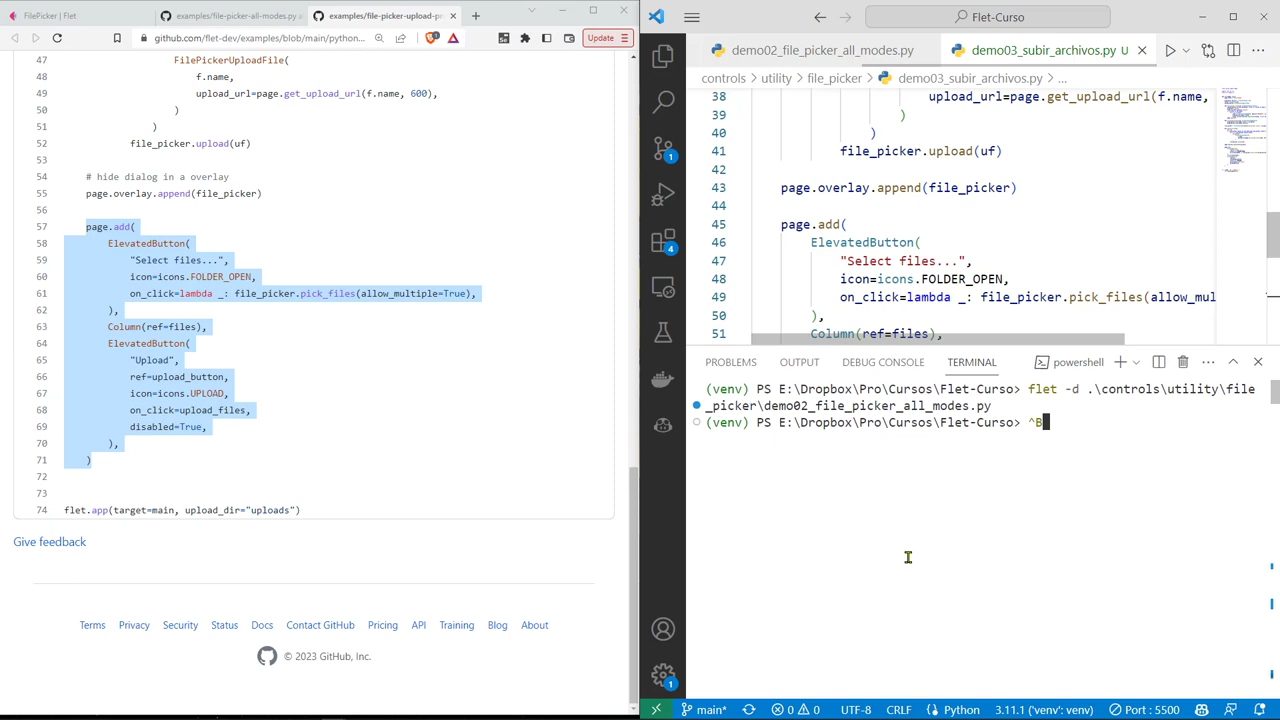 FilePicker | Flet
examples/file-picker-all-modes.py a
examples/file-picker-upload-pr
github.com/flet-dev/examples/blob/main/python...
Update
47 FilePickerUploadFile(
48 f.name,
49 upload_url=page.get_upload_url(f.name, 600),
50 )
51 )
52 file_picker.upload(uf)
53
54 # hide dialog in a overlay
55 page.overlay.append(file_picker)
56
57 page.add(
58 ElevatedButton(
59 "Select files...",
60 icon=icons.FOLDER_OPEN,
61 on_click=lambda _: file_picker.pick_files(allow_multiple=True),
62 ),
63 Column(ref=files),
64 ElevatedButton(
65 "Upload",
66 ref=upload_button,
67 icon=icons.UPLOAD,
68 on_click=upload_files,
69 disabled=True,
70 ),
71 )
72
73
74 flet.app(target=main, upload_dir="uploads")
Give feedback
Terms Privacy Security Status Docs Contact GitHub Pricing API Training Blog About
© 2023 GitHub, Inc.
Flet-Curso
demo02_file_picker_all_modes.py
demo03_subir_archivos.py U
controls > utility > file_picker > demo03_subir_archivos.py > ...
38 upload_url=page.get_upload_url(f.name,
39 )
40 )
41 file_picker.upload(uf)
42
43 page.overlay.append(file_picker)
44
45 page.add(
46 ElevatedButton(
47 "Select files...",
48 icon=icons.FOLDER_OPEN,
49 on_click=lambda _: file_picker.pick_files(allow_mul
50 ),
51 Column(ref=files),
PROBLEMS OUTPUT DEBUG CONSOLE TERMINAL powershell
(venv) PS E:\Dropbox\Pro\Cursos\Flet-Curso> flet -d .\controls\utility\file
_picker\demo02_file_picker_all_modes.py
(venv) PS E:\Dropbox\Pro\Cursos\Flet-Curso> ^B
1
4
1
main* 0 0 UTF-8 CRLF Python 3.11.1 ('venv': venv) Port : 5500